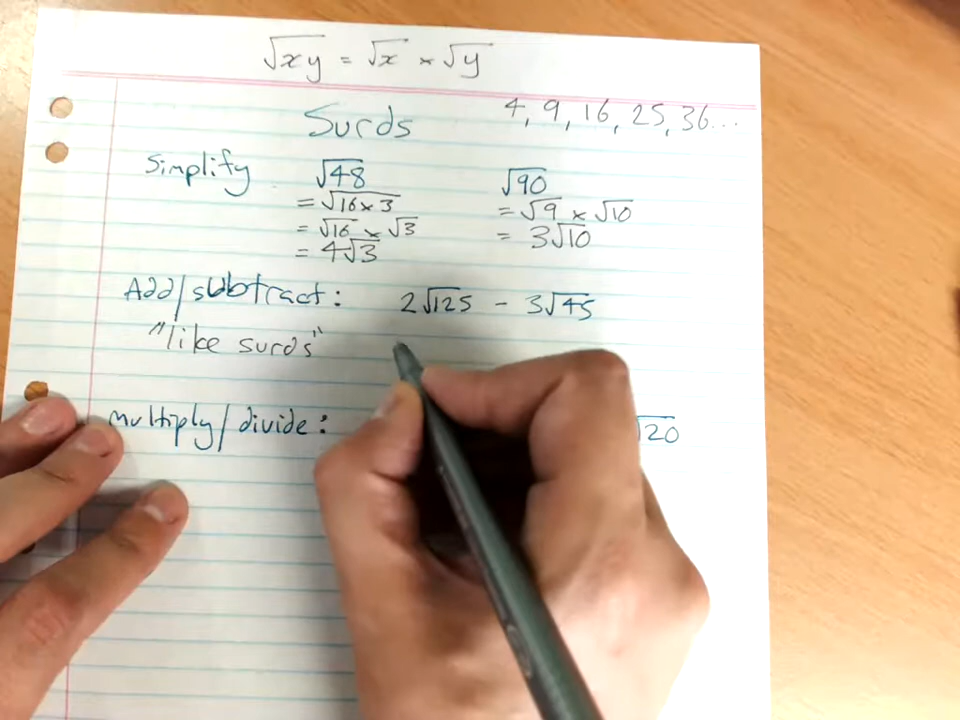 √xy = √x × √y
Surds 4, 9, 16, 25, 36...
Simplify √48 √90
= √16 × 3 = √9 × √10
= √16 × √3 = 3√10
= 4√3
Add/subtract: 2√125 - 3√45
"like surds"
multiply/divide: √20